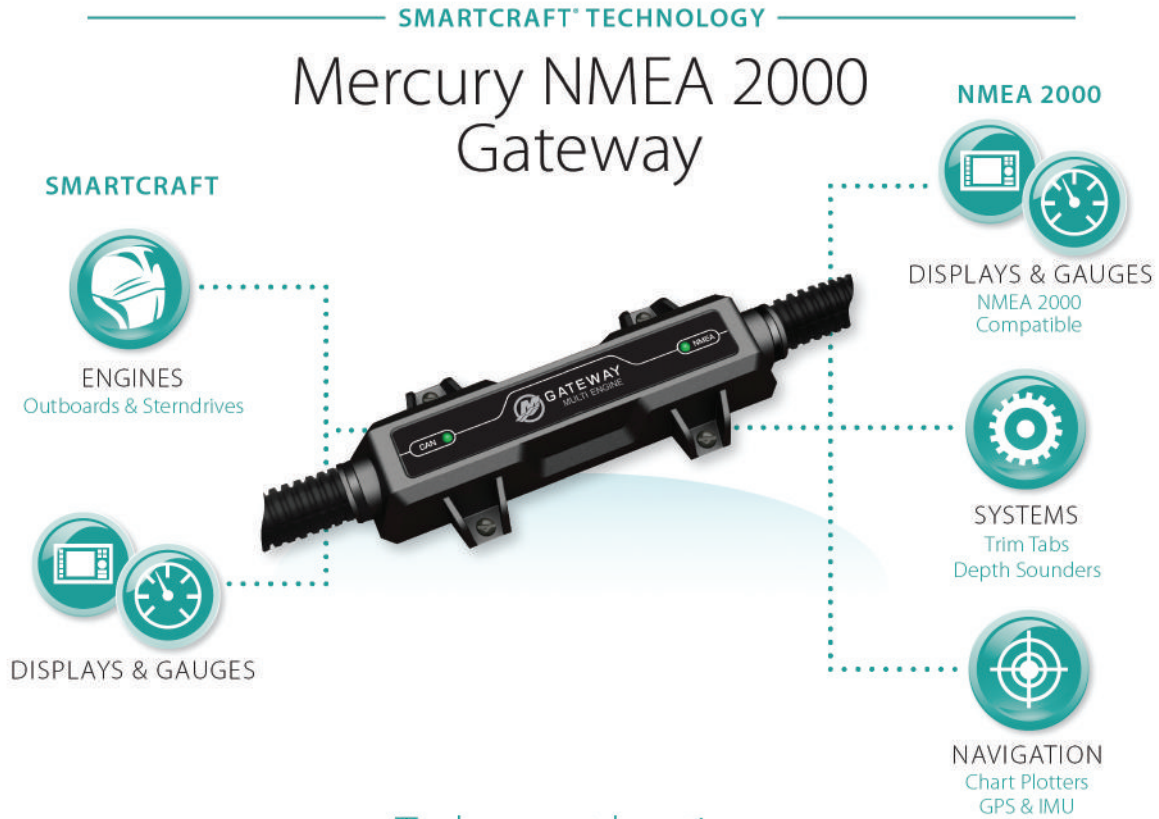 SMARTCRAFT® TECHNOLOGY
Mercury NMEA 2000
Gateway
SMARTCRAFT
ENGINES
Outboards & Sterndrives
DISPLAYS & GAUGES
CAN
GATEWAY
MULTI ENGINE
NMEA
NMEA 2000
DISPLAYS & GAUGES
NMEA 2000
Compatible
SYSTEMS
Trim Tabs
Depth Sounders
NAVIGATION
Chart Plotters
GPS & IMU